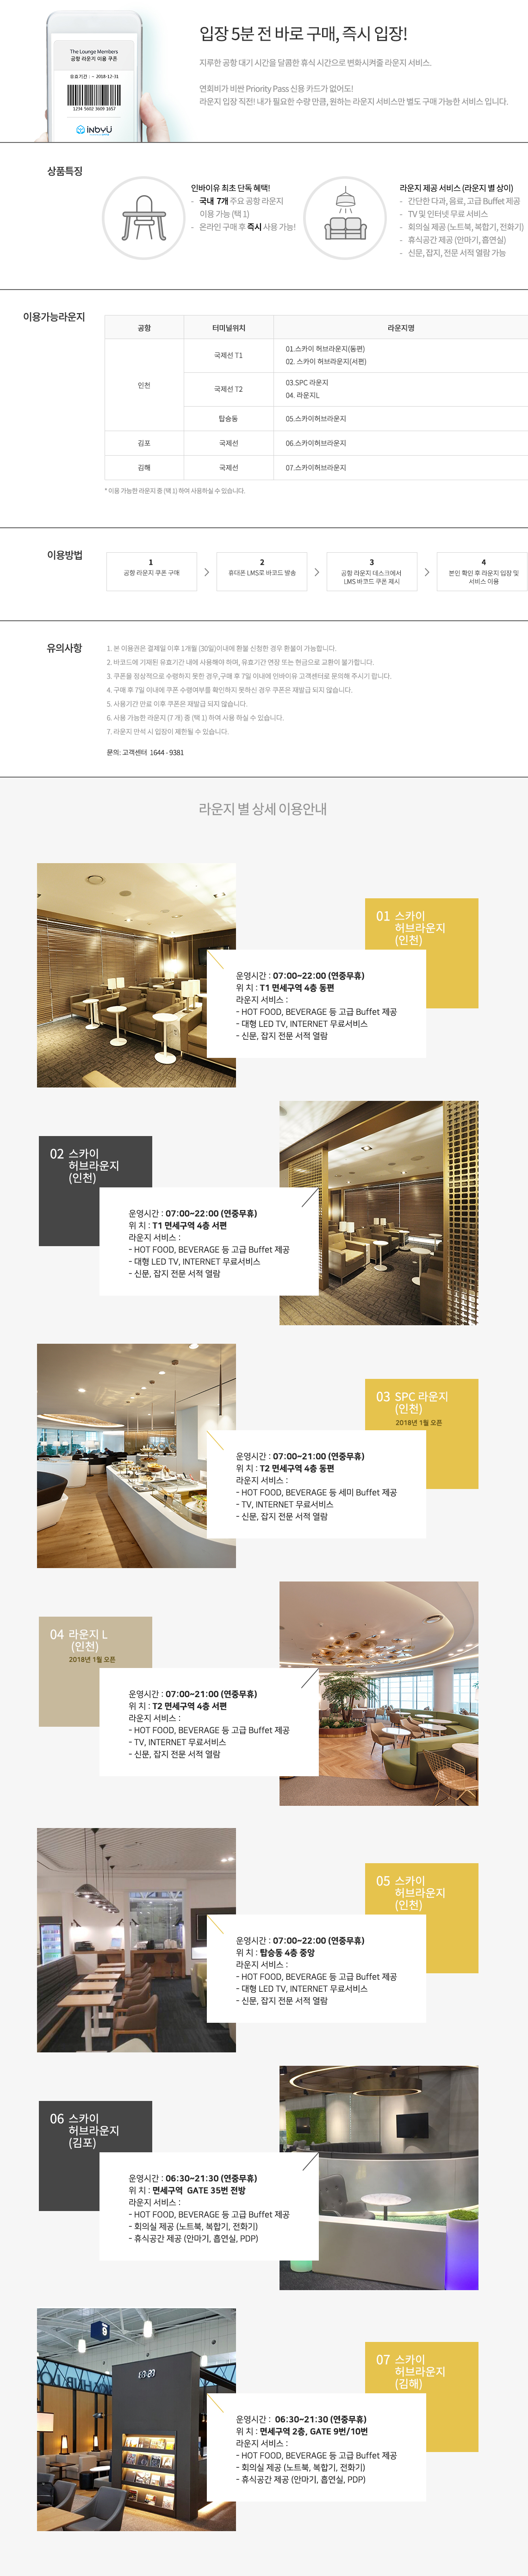 The Lounge Members
공항 라운지 이용 쿠폰
유효기간 : ~ 2018-12-31
1234 5602 3609 1657
INBYU
입장 5분 전 바로 구매, 즉시 입장!
지루한 공항 대기 시간을 달콤한 휴식 시간으로 변화시켜줄 라운지 서비스.
연회비가 비싼 Priority Pass 신용 카드가 없어도!
라운지 입장 직전! 내가 필요한 수량 만큼, 원하는 라운지 서비스만 별도 구매 가능한 서비스 입니다.
상품특징
인바이유 최초 단독 혜택!
- 국내 7개 주요 공항 라운지
이용 가능 (택 1)
- 온라인 구매 후 즉시 사용 가능!
라운지 제공 서비스 (라운지 별 상이)
- 간단한 다과, 음료, 고급 Buffet 제공
- TV 및 인터넷 무료 서비스
- 회의실 제공 (노트북, 복합기, 전화기)
- 휴식공간 제공 (안마기, 흡연실)
- 신문, 잡지, 전문 서적 열람 가능
이용가능라운지
공항 터미널위치 라운지명
인천 국제선 T1 01.스카이 허브라운지(동편)
02. 스카이 허브라운지(서편)
국제선 T2 03.SPC 라운지
04. 라운지L
탑승동 05.스카이허브라운지
김포 국제선 06.스카이허브라운지
김해 국제선 07.스카이허브라운지
* 이용 가능한 라운지 중 (택 1) 하여 사용하실 수 있습니다.
이용방법
1
공항 라운지 쿠폰 구매
2
휴대폰 LMS로 바코드 발송
3
공항 라운지 데스크에서
LMS 바코드 쿠폰 제시
4
본인 확인 후 라운지 입장 및
서비스 이용
유의사항
1. 본 이용권은 결제일 이후 1개월 (30일)이내에 환불 신청한 경우 환불이 가능합니다.
2. 바코드에 기재된 유효기간 내에 사용해야 하며, 유효기간 연장 또는 현금으로 교환이 불가합니다.
3. 쿠폰을 정상적으로 수령하지 못한 경우,구매 후 7일 이내에 인바이유 고객센터로 문의해 주시기 랍니다.
4. 구매 후 7일 이내에 쿠폰 수령여부를 확인하지 못하신 경우 쿠폰은 재발급 되지 않습니다.
5. 사용기간 만료 이후 쿠폰은 재발급 되지 않습니다.
6. 사용 가능한 라운지 (7 개) 중 (택 1) 하여 사용 하실 수 있습니다.
7. 라운지 만석 시 입장이 제한될 수 있습니다.
문의: 고객센터 1644 - 9381
라운지 별 상세 이용안내
01 스카이
허브라운지
(인천)
운영시간 : 07:00~22:00 (연중무휴)
위 치 : T1 면세구역 4층 동편
라운지 서비스 :
- HOT FOOD, BEVERAGE 등 고급 Buffet 제공
- 대형 LED TV, INTERNET 무료서비스
- 신문, 잡지 전문 서적 열람
02 스카이
허브라운지
(인천)
운영시간 : 07:00~22:00 (연중무휴)
위 치 : T1 면세구역 4층 서편
라운지 서비스 :
- HOT FOOD, BEVERAGE 등 고급 Buffet 제공
- 대형 LED TV, INTERNET 무료서비스
- 신문, 잡지 전문 서적 열람
03 SPC 라운지
(인천)
2018년 1월 오픈
운영시간 : 07:00~21:00 (연중무휴)
위 치 : T2 면세구역 4층 동편
라운지 서비스 :
- HOT FOOD, BEVERAGE 등 세미 Buffet 제공
- TV, INTERNET 무료서비스
- 신문, 잡지 전문 서적 열람
04 라운지 L
(인천)
2018년 1월 오픈
운영시간 : 07:00~21:00 (연중무휴)
위 치 : T2 면세구역 4층 서편
라운지 서비스 :
- HOT FOOD, BEVERAGE 등 고급 Buffet 제공
- TV, INTERNET 무료서비스
- 신문, 잡지 전문 서적 열람
05 스카이
허브라운지
(인천)
운영시간 : 07:00~22:00 (연중무휴)
위 치 : 탑승동 4층 중앙
라운지 서비스 :
- HOT FOOD, BEVERAGE 등 고급 Buffet 제공
- 대형 LED TV, INTERNET 무료서비스
- 신문, 잡지 전문 서적 열람
06 스카이
허브라운지
(김포)
운영시간 : 06:30~21:30 (연중무휴)
위 치 : 면세구역 GATE 35번 전방
라운지 서비스 :
- HOT FOOD, BEVERAGE 등 고급 Buffet 제공
- 회의실 제공 (노트북, 복합기, 전화기)
- 휴식공간 제공 (안마기, 흡연실, PDP)
07 스카이
허브라운지
(김해)
운영시간 : 06:30~21:30 (연중무휴)
위 치 : 면세구역 2층, GATE 9번/10번
라운지 서비스 :
- HOT FOOD, BEVERAGE 등 고급 Buffet 제공
- 회의실 제공 (노트북, 복합기, 전화기)
- 휴식공간 제공 (안마기, 흡연실, PDP)